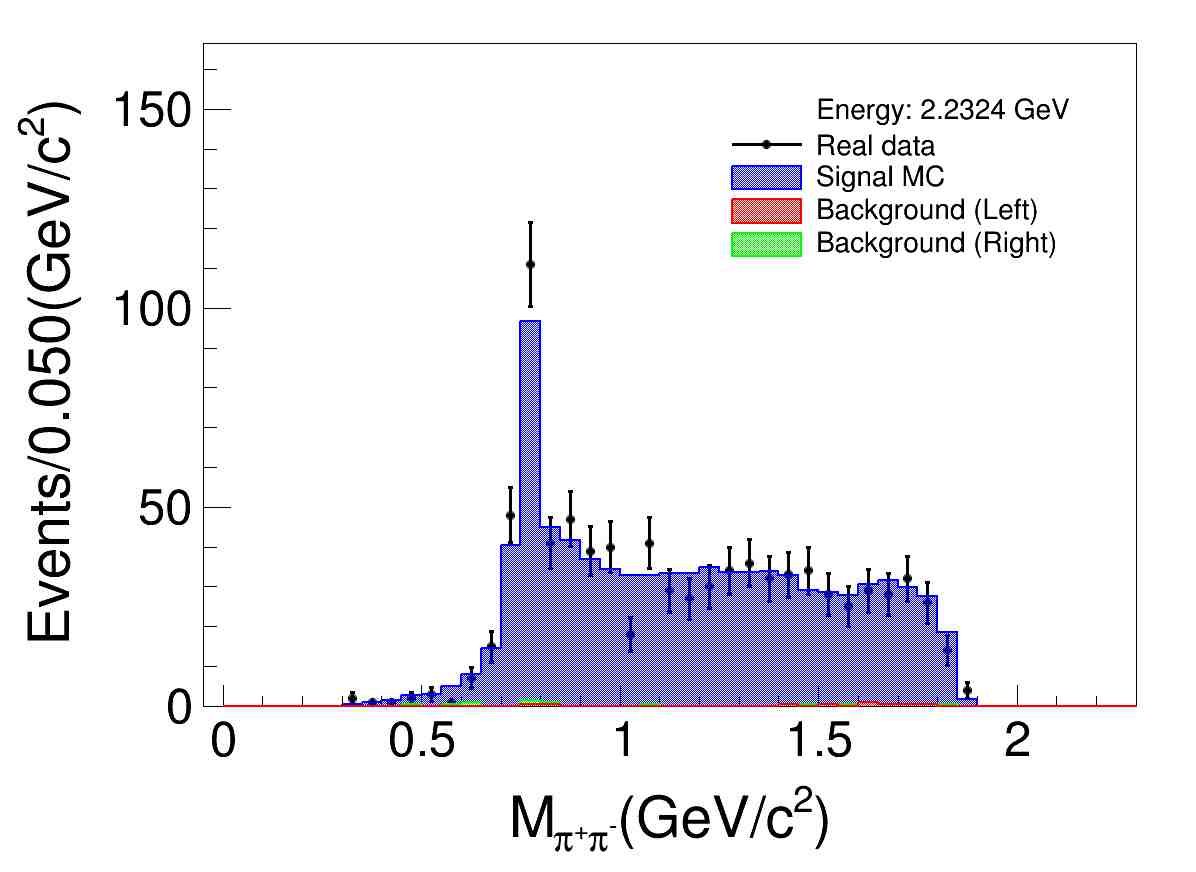 Events/0.050(GeV/c²)
150
100
50
0
Energy: 2.2324 GeV
Real data
Signal MC
Background (Left)
Background (Right)
0 0.5 1 1.5 2
Mπ⁺π⁻(GeV/c²)